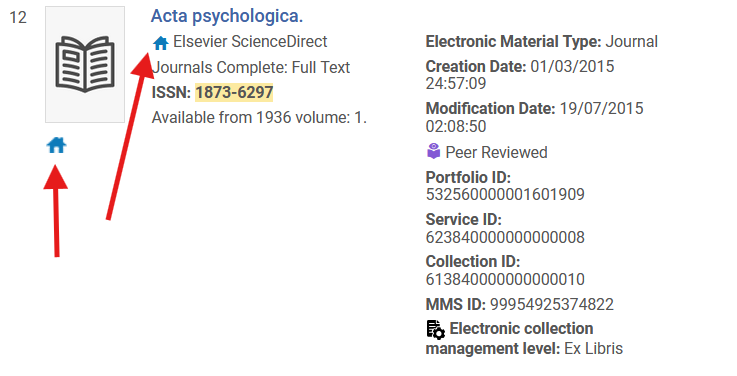 12
Acta psychologica.
Elsevier ScienceDirect
Journals Complete: Full Text
ISSN: 1873-6297
Available from 1936 volume: 1.
Electronic Material Type: Journal
Creation Date: 01/03/2015
24:57:09
Modification Date: 19/07/2015
02:08:50
Peer Reviewed
Portfolio ID:
532560000001601909
Service ID:
623840000000000008
Collection ID:
613840000000000010
MMS ID: 99954925374822
Electronic collection
management level: Ex Libris